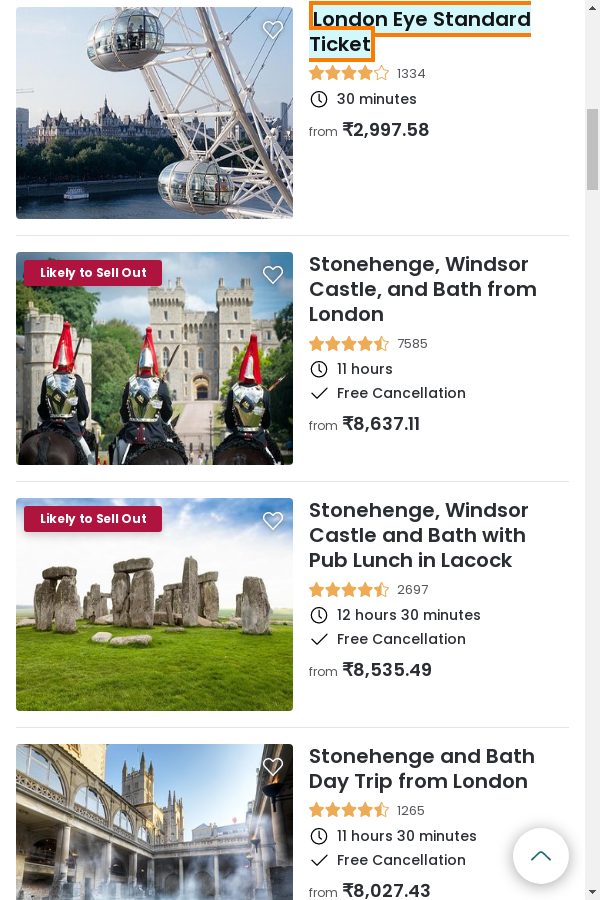 London Eye Standard
Ticket
1334
30 minutes
from ₹2,997.58
Likely to Sell Out
Stonehenge, Windsor
Castle, and Bath from
London
7585
11 hours
Free Cancellation
from ₹8,637.11
Likely to Sell Out
Stonehenge, Windsor
Castle and Bath with
Pub Lunch in Lacock
2697
12 hours 30 minutes
Free Cancellation
from ₹8,535.49
Stonehenge and Bath
Day Trip from London
1265
11 hours 30 minutes
Free Cancellation
from ₹8,027.43